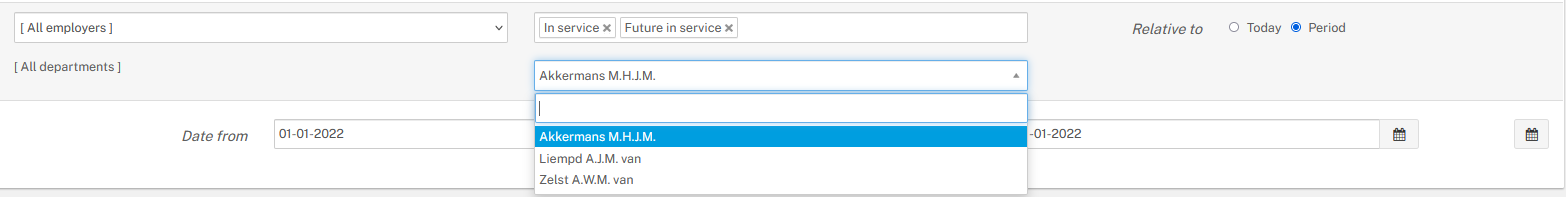 [ All employers ]
In service × Future in service ×
Relative to Today Period
[ All departments ]
Akkermans M.H.J.M.
Date from 01-01-2022
-01-2022
Akkermans M.H.J.M.
Liempd A.J.M. van
Zelst A.W.M. van